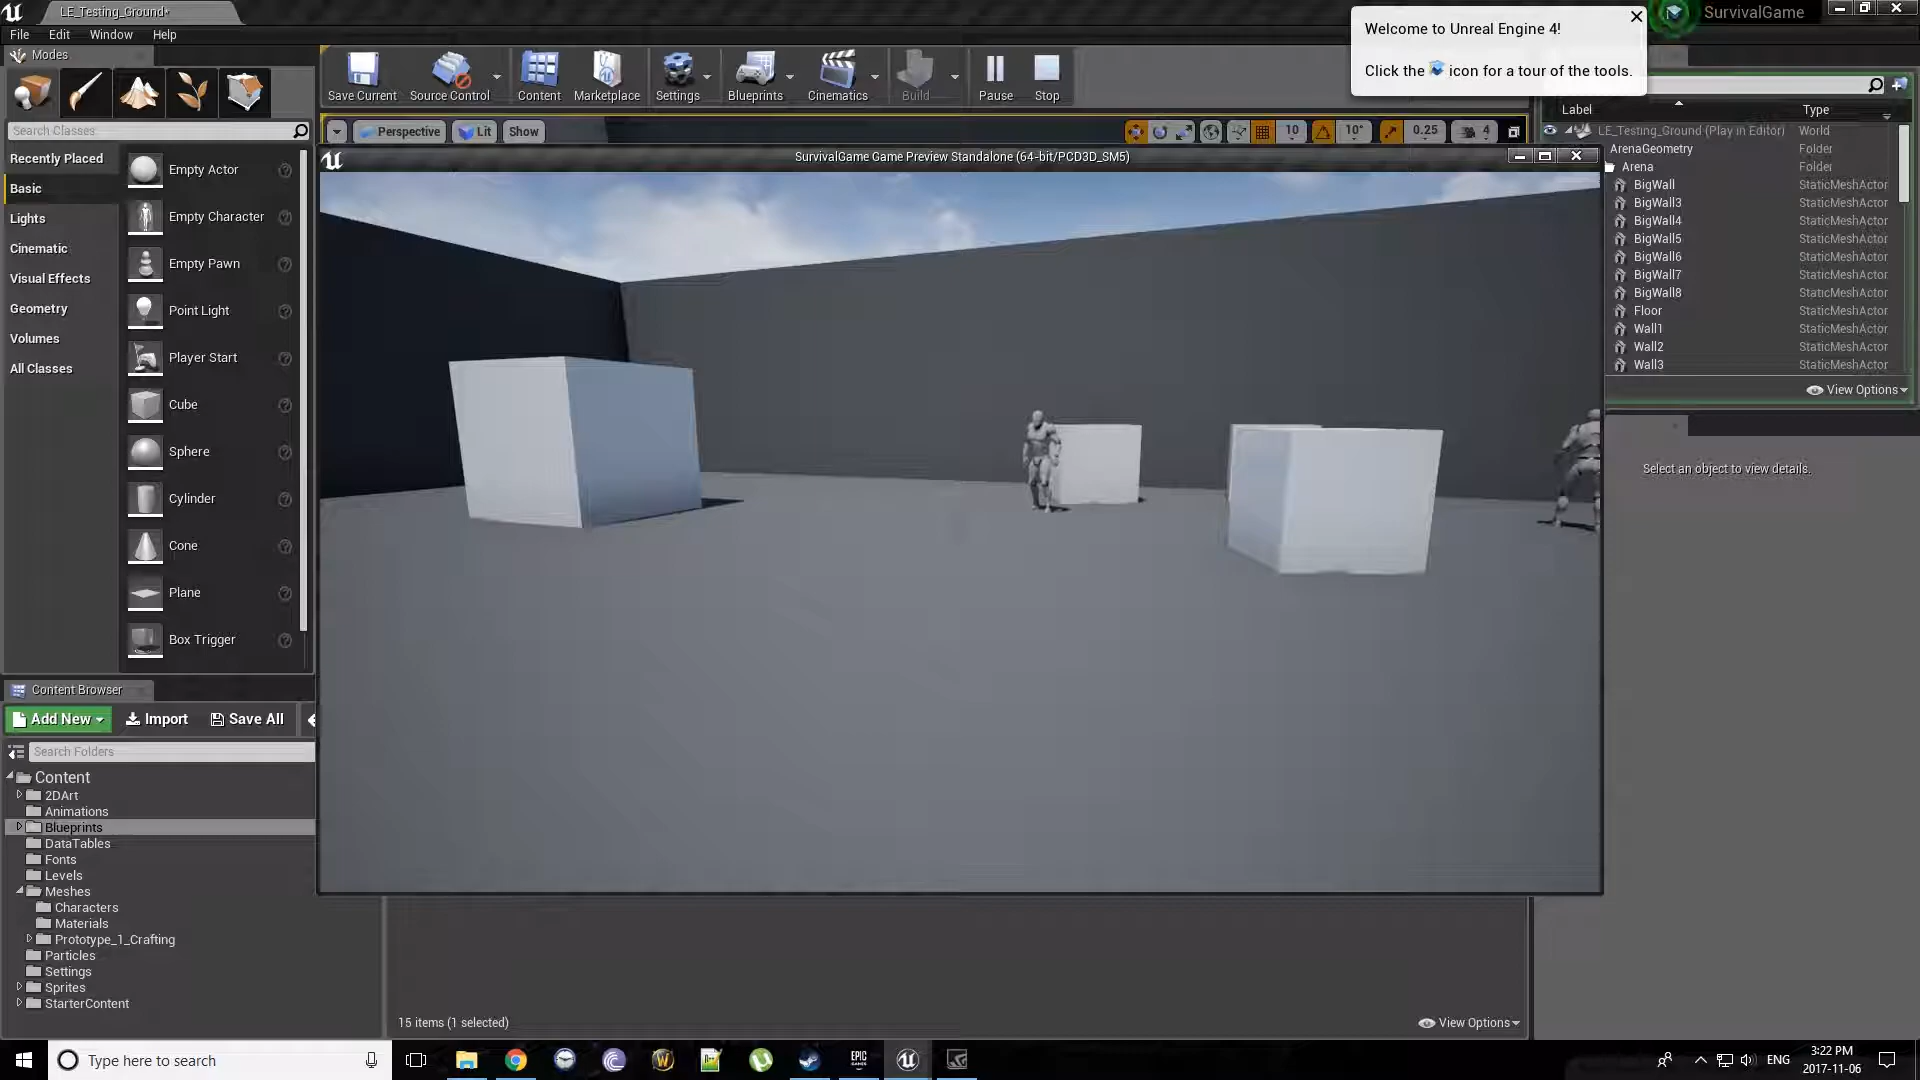 LE_Testing_Ground*
SurvivalGame
File Edit Window Help
Welcome to Unreal Engine 4!
Click the icon for a tour of the tools.
Modes
Save Current Source Control Content Marketplace Settings Blueprints Cinematics Build Pause Stop
Search Classes
Perspective Lit Show 10 10° 0.25 4
SurvivalGame Game Preview Standalone (64-bit/PCD3D_SM5)
Recently Placed
Basic
Lights
Cinematic
Visual Effects
Geometry
Volumes
All Classes
Empty Actor
Empty Character
Empty Pawn
Point Light
Player Start
Cube
Sphere
Cylinder
Cone
Plane
Box Trigger
Label Type
LE_Testing_Ground (Play in Editor) World
ArenaGeometry Folder
Arena Folder
BigWall StaticMeshActor
BigWall3 StaticMeshActor
BigWall4 StaticMeshActor
BigWall5 StaticMeshActor
BigWall6 StaticMeshActor
BigWall7 StaticMeshActor
BigWall8 StaticMeshActor
Floor StaticMeshActor
Wall1 StaticMeshActor
Wall2 StaticMeshActor
Wall3 StaticMeshActor
View Options
Select an object to view details.
Content Browser
Add New Import Save All
Search Folders
Content
2DArt
Animations
Blueprints
DataTables
Fonts
Levels
Meshes
Characters
Materials
Prototype_1_Crafting
Particles
Settings
Sprites
StarterContent
15 items (1 selected)
View Options
Type here to search
EPIC GAMES
ENG
3:22 PM
2017-11-06